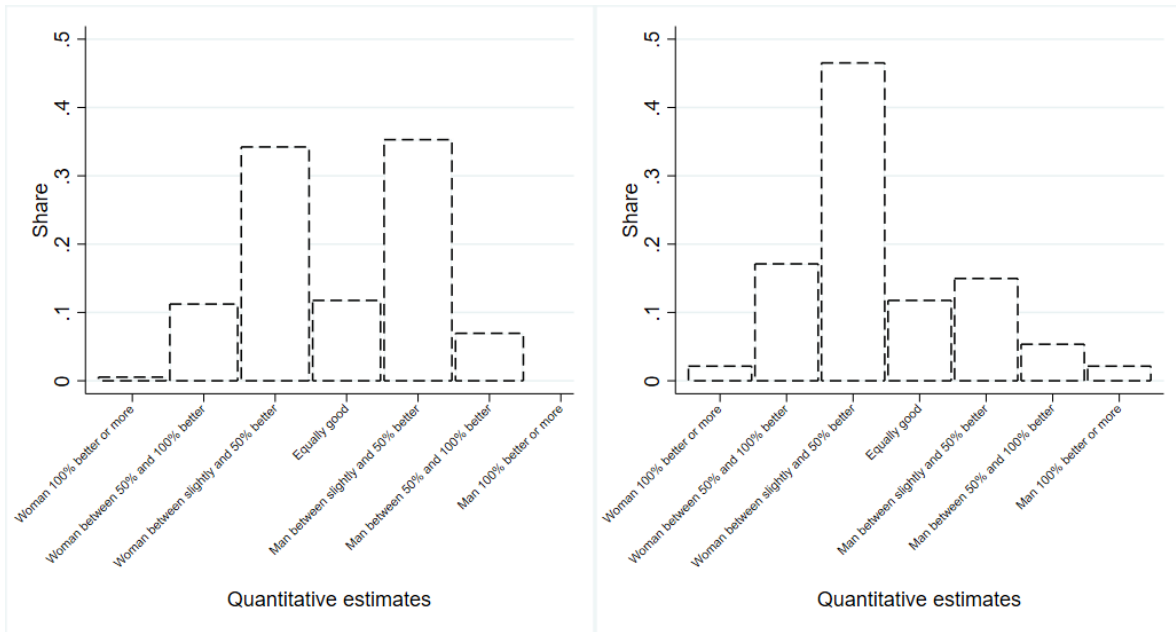 .5
.4
.3
.2
.1
0
Share
Woman 100% better or more
Woman between 50% and 100% better
Woman between slightly and 50% better
Equally good
Man between slightly and 50% better
Man between 50% and 100% better
Man 100% better or more
Quantitative estimates
.5
.4
.3
.2
.1
0
Share
Woman 100% better or more
Woman between 50% and 100% better
Woman between slightly and 50% better
Equally good
Man between slightly and 50% better
Man between 50% and 100% better
Man 100% better or more
Quantitative estimates